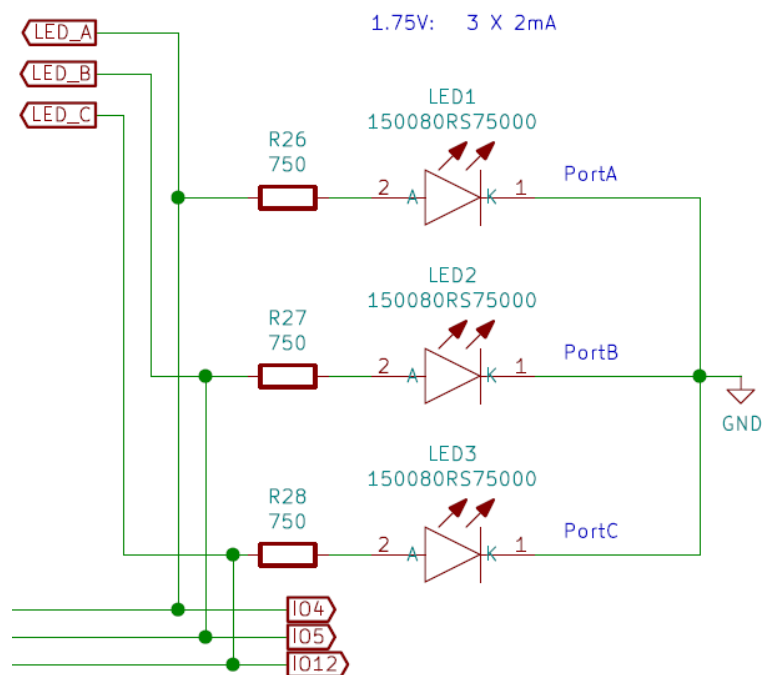 LED_A
1.75V: 3 X 2mA
LED_B
LED_C
LED1
150080RS75000
R26
750
2 A K 1
PortA
LED2
150080RS75000
R27
750
2 A K 1
PortB
GND
LED3
150080RS75000
R28
750
2 A K 1
PortC
IO4
IO5
IO12